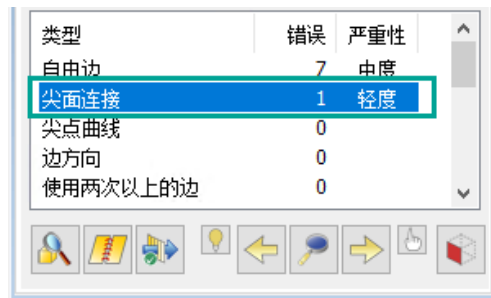 类型 错误 严重性
自由边 7 中度
尖面连接 1 轻度
尖点曲线 0
边方向 0
使用两次以上的边 0